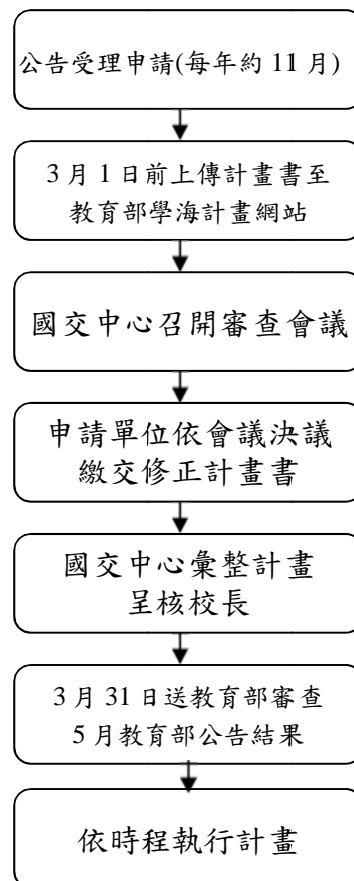 公告受理申請(每年約 11 月)
3 月 1 日前上傳計畫書至
教育部學海計畫網站
國交中心召開審查會議
申請單位依會議決議
繳交修正計畫書
國交中心彙整計畫
呈核校長
3 月 31 日送教育部審查
5 月教育部公告結果
依時程執行計畫